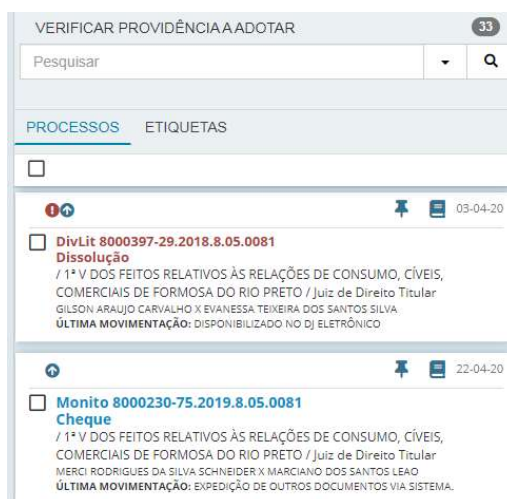 VERIFICAR PROVIDÊNCIA A ADOTAR 33
Pesquisar
PROCESSOS ETIQUETAS
03-04-20
DivLit 8000397-29.2018.8.05.0081
Dissolução
/ 1ª V DOS FEITOS RELATIVOS ÀS RELAÇÕES DE CONSUMO, CÍVEIS,
COMERCIAIS DE FORMOSA DO RIO PRETO / Juiz de Direito Titular
GILSON ARAUJO CARVALHO X EVANESSA TEIXEIRA DOS SANTOS SILVA
ÚLTIMA MOVIMENTAÇÃO: DISPONIBILIZADO NO DJ ELETRÔNICO
22-04-20
Monito 8000230-75.2019.8.05.0081
Cheque
/ 1ª V DOS FEITOS RELATIVOS ÀS RELAÇÕES DE CONSUMO, CÍVEIS,
COMERCIAIS DE FORMOSA DO RIO PRETO / Juiz de Direito Titular
MERCI RODRIGUES DA SILVA SCHNEIDER X MARCIANO DOS SANTOS LEAO
ÚLTIMA MOVIMENTAÇÃO: EXPEDIÇÃO DE OUTROS DOCUMENTOS VIA SISTEMA.